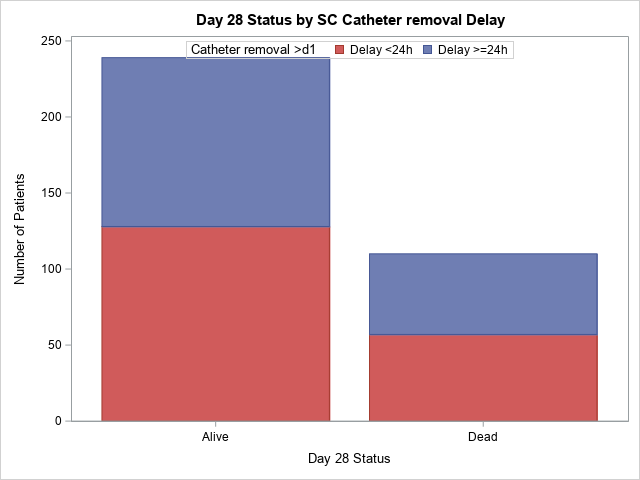 Day 28 Status by SC Catheter removal Delay
Catheter removal >d1 Delay <24h Delay >=24h
250
200
150
100
50
0
Number of Patients
Alive Dead
Day 28 Status